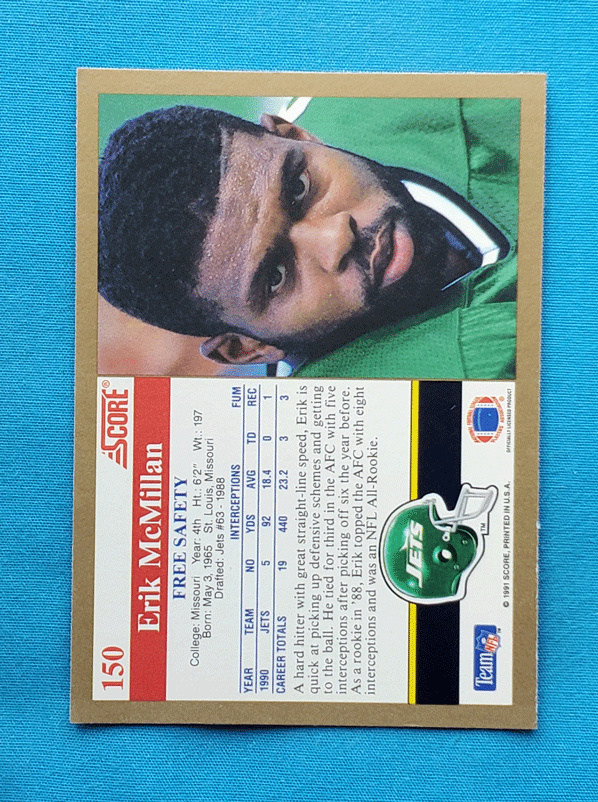 150
SCORE®
Erik McMillan
FREE SAFETY
College: Missouri Year: 4th Ht.: 6'2" Wt.: 197
Born: May 3, 1965 St. Louis, Missouri
Drafted: Jets #63 - 1988
INTERCEPTIONS FUM
YEAR TEAM NO YDS AVG TD REC
1990 JETS 5 92 18.4 0 1
CAREER TOTALS 19 440 23.2 3 3
A hard hitter with great straight-line speed, Erik is
quick at picking up defensive schemes and getting
to the ball. He tied for third in the AFC with five
interceptions after picking off six the year before.
As a rookie in '88, Erik topped the AFC with eight
interceptions and was an NFL All-Rookie.
JETS
TM
Team NFL
© 1991 SCORE, PRINTED IN U.S.A.
OFFICIALLY LICENSED PRODUCT